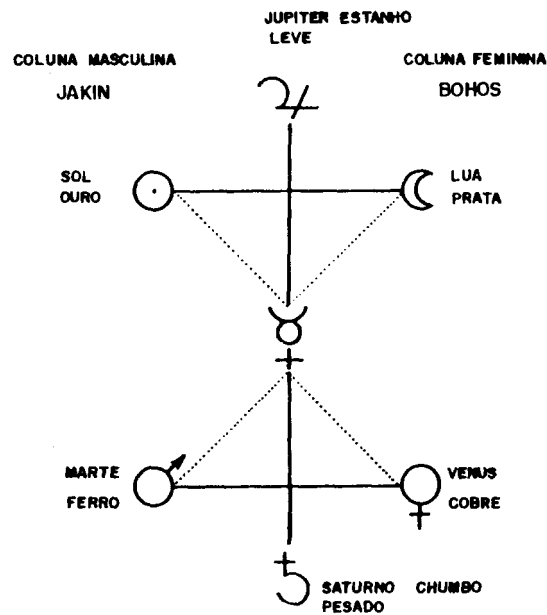 JUPITER ESTANHO
LEVE
COLUNA MASCULINA
JAKIN
COLUNA FEMININA
BOHOS
SOL
OURO
LUA
PRATA
MARTE
FERRO
VENUS
COBRE
SATURNO CHUMBO
PESADO